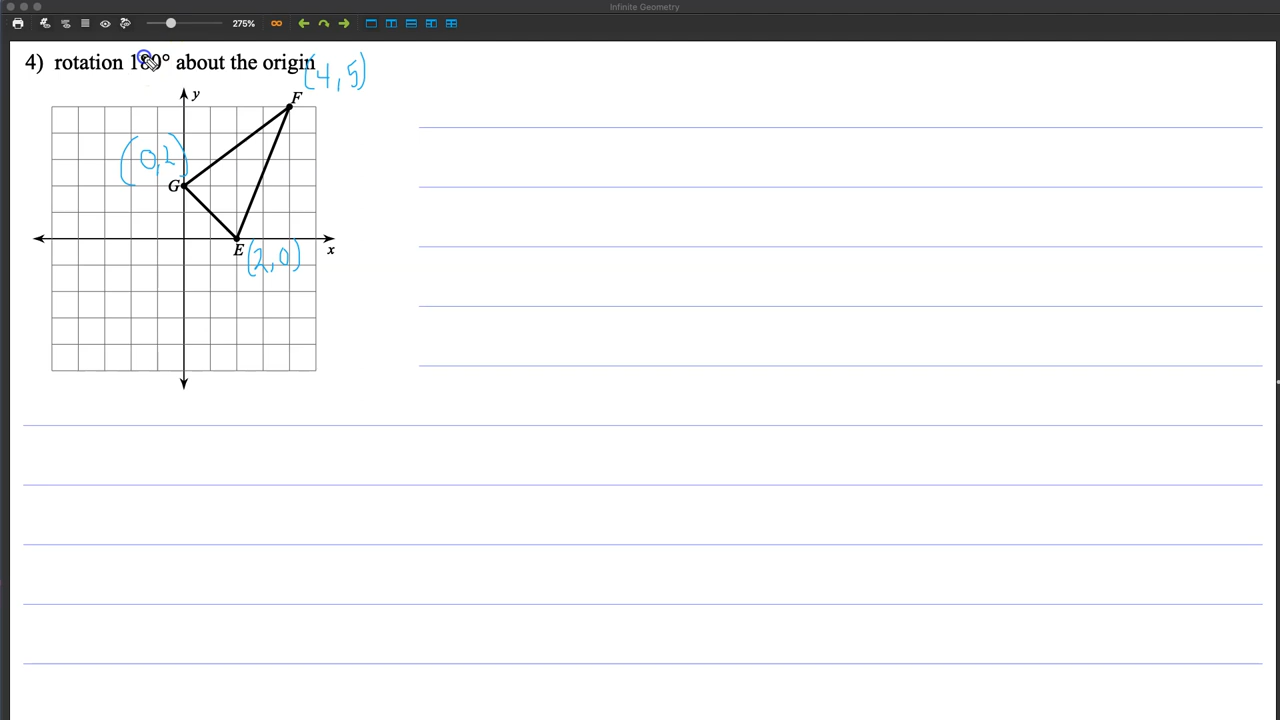 Infinite Geometry
275%
4) rotation 180° about the origin
(4,5)
y
F
(0,2)
G
E
x
(2,0)